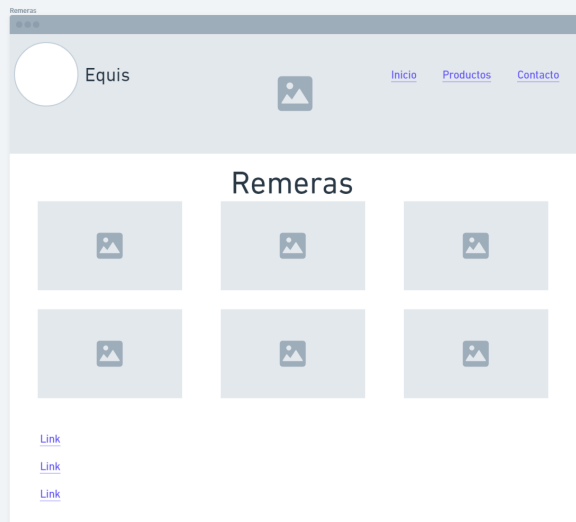 Remeras
Equis
Inicio Productos Contacto
Remeras
Link
Link
Link